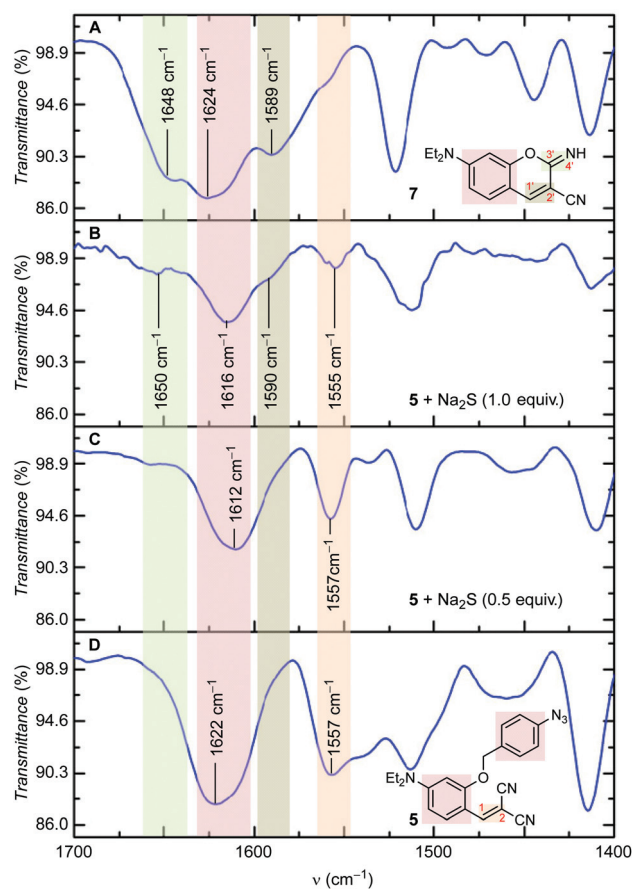 A
98.9
94.6
90.3
86.0
Transmittance (%)
1648 cm⁻¹
1624 cm⁻¹
1589 cm⁻¹
Et₂N
O
3'
NH
4'
1'
2'
CN
7
B
98.9
94.6
90.3
86.0
Transmittance (%)
1650 cm⁻¹
1616 cm⁻¹
1590 cm⁻¹
1555 cm⁻¹
5 + Na₂S (1.0 equiv.)
C
98.9
94.6
90.3
86.0
Transmittance (%)
1612 cm⁻¹
1557cm⁻¹
5 + Na₂S (0.5 equiv.)
D
98.9
94.6
90.3
86.0
Transmittance (%)
1622 cm⁻¹
1557 cm⁻¹
N₃
Et₂N
O
CN
1
2
CN
5
1700
1600
1500
1400
ν (cm⁻¹)